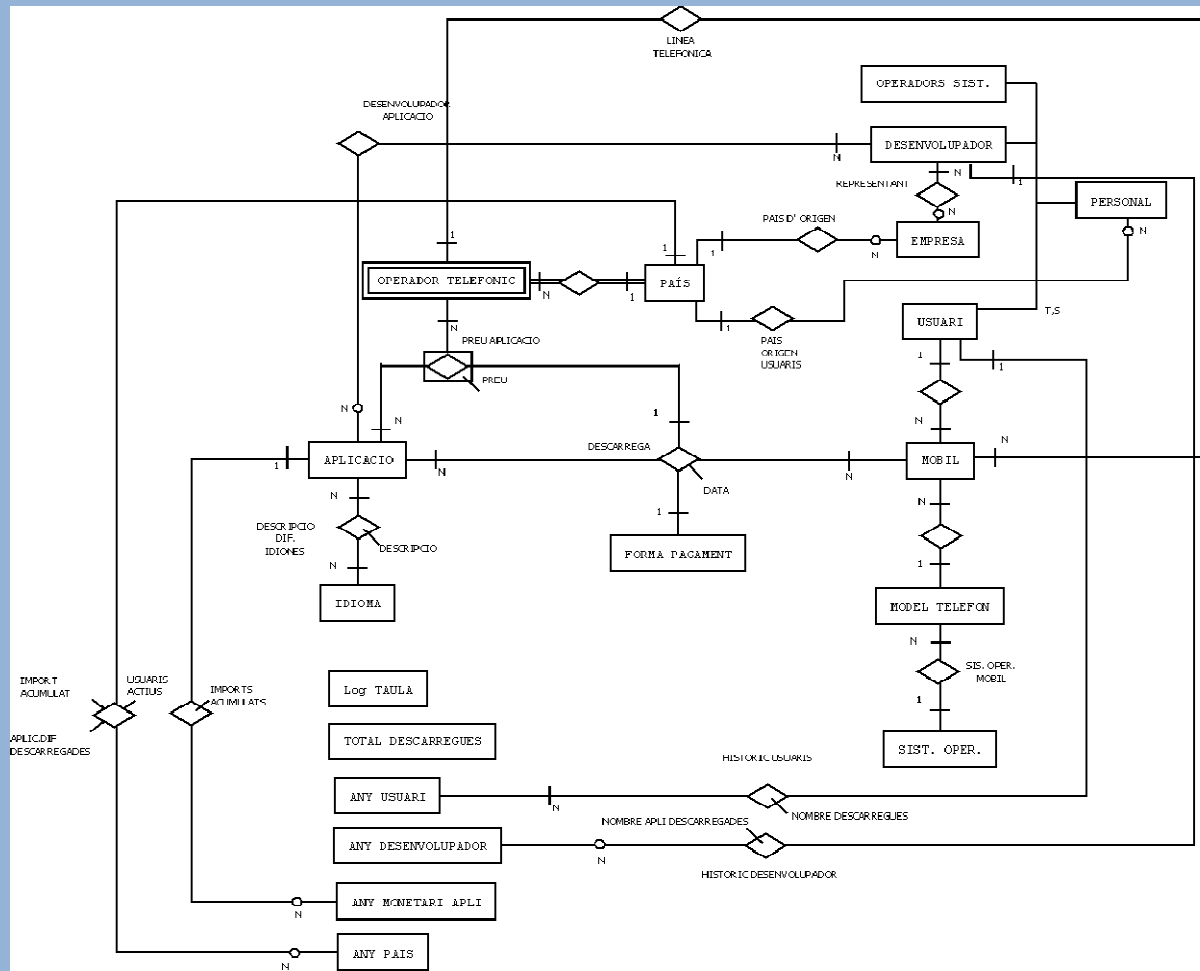 LINEA
TELEFONICA
OPERADORS SIST.
DESENVOLUPADOR
APLICACIO
N
DESENVOLUPADOR
N
1
REPRESENTANT
N
PERSONAL
PAIS D' ORIGEN
1
N
EMPRESA
N
1
1
OPERADOR TELEFONIC
N
1
PAÍS
1
PAIS
ORIGEN
USUARIS
USUARI
T,S
N
PREU APLICACIO
PREU
1
1
N
N
1
N
N
DESCARREGA
APLICACIO
1
N
N
MOBIL
DATA
N
DESCRIPCIO
DIF.
IDIONES
DESCRIPCIO
N
1
N
1
FORMA PAGAMENT
IDIOMA
MODEL TELEFON
N
SIS. OPER.
MOBIL
1
SIST. OPER.
IMPORT
ACUMULAT
USUARIS
ACTIUS
IMPORTS
ACUMULATS
APLIC.DIF
DESCARREGADES
Log TAULA
TOTAL DESCARREGUES
HISTORIC USUARIS
ANY USUARI
N
NOMBRE DESCARREGUES
NOMBRE APLI DESCARREGADES
ANY DESENVOLUPADOR
N
HISTORIC DESENVOLUPADOR
ANY MONETARI APLI
N
ANY PAIS
N